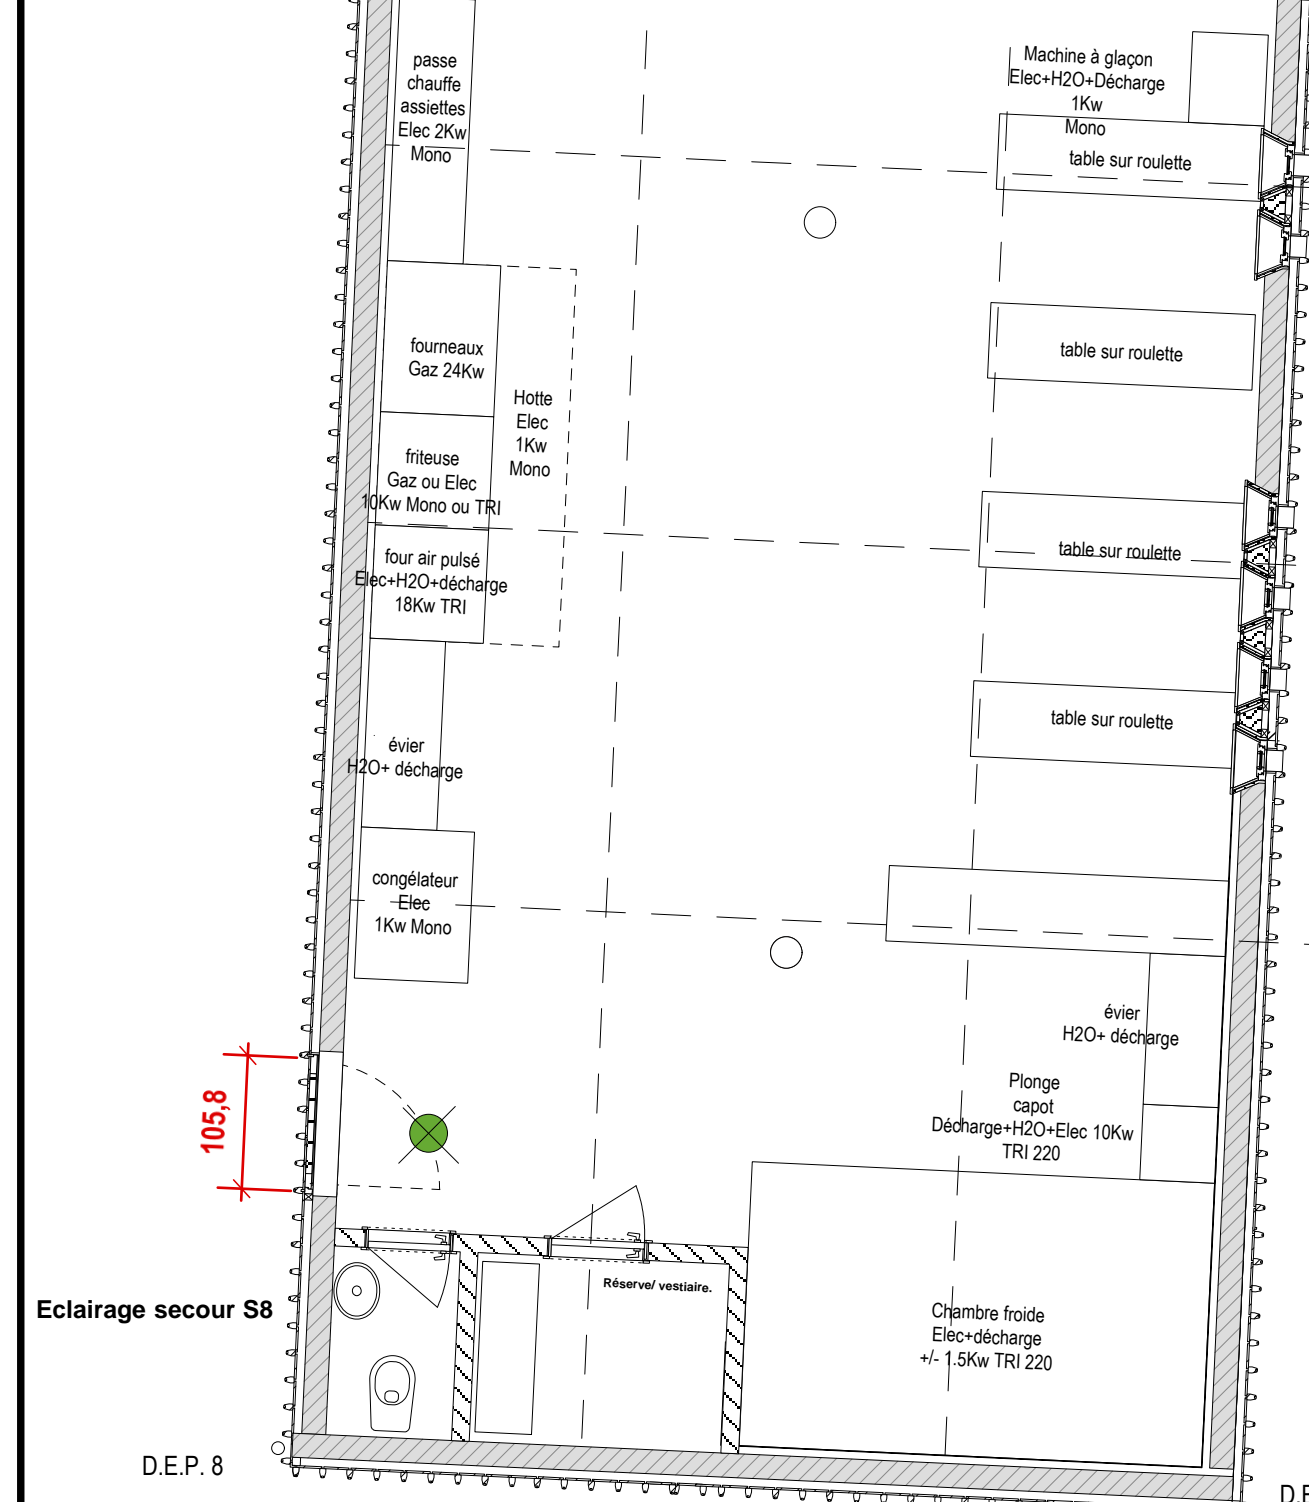 passe
chauffe
assiettes
Elec 2Kw
Mono
Machine à glaçon
Elec+H2O+Décharge
1Kw
Mono
table sur roulette
fourneaux
Gaz 24Kw
Hotte
Elec
1Kw
Mono
table sur roulette
friteuse
Gaz ou Elec
10Kw Mono ou TRI
four air pulsé
Elec+H2O+décharge
18Kw TRI
table sur roulette
évier
H2O+ décharge
table sur roulette
congélateur
Elec
1Kw Mono
évier
H2O+ décharge
Plonge
capot
Décharge+H2O+Elec 10Kw
TRI 220
105,8
Réserve/ vestiaire.
Eclairage secour S8
Chambre froide
Elec+décharge
+/- 1.5Kw TRI 220
D.E.P. 8